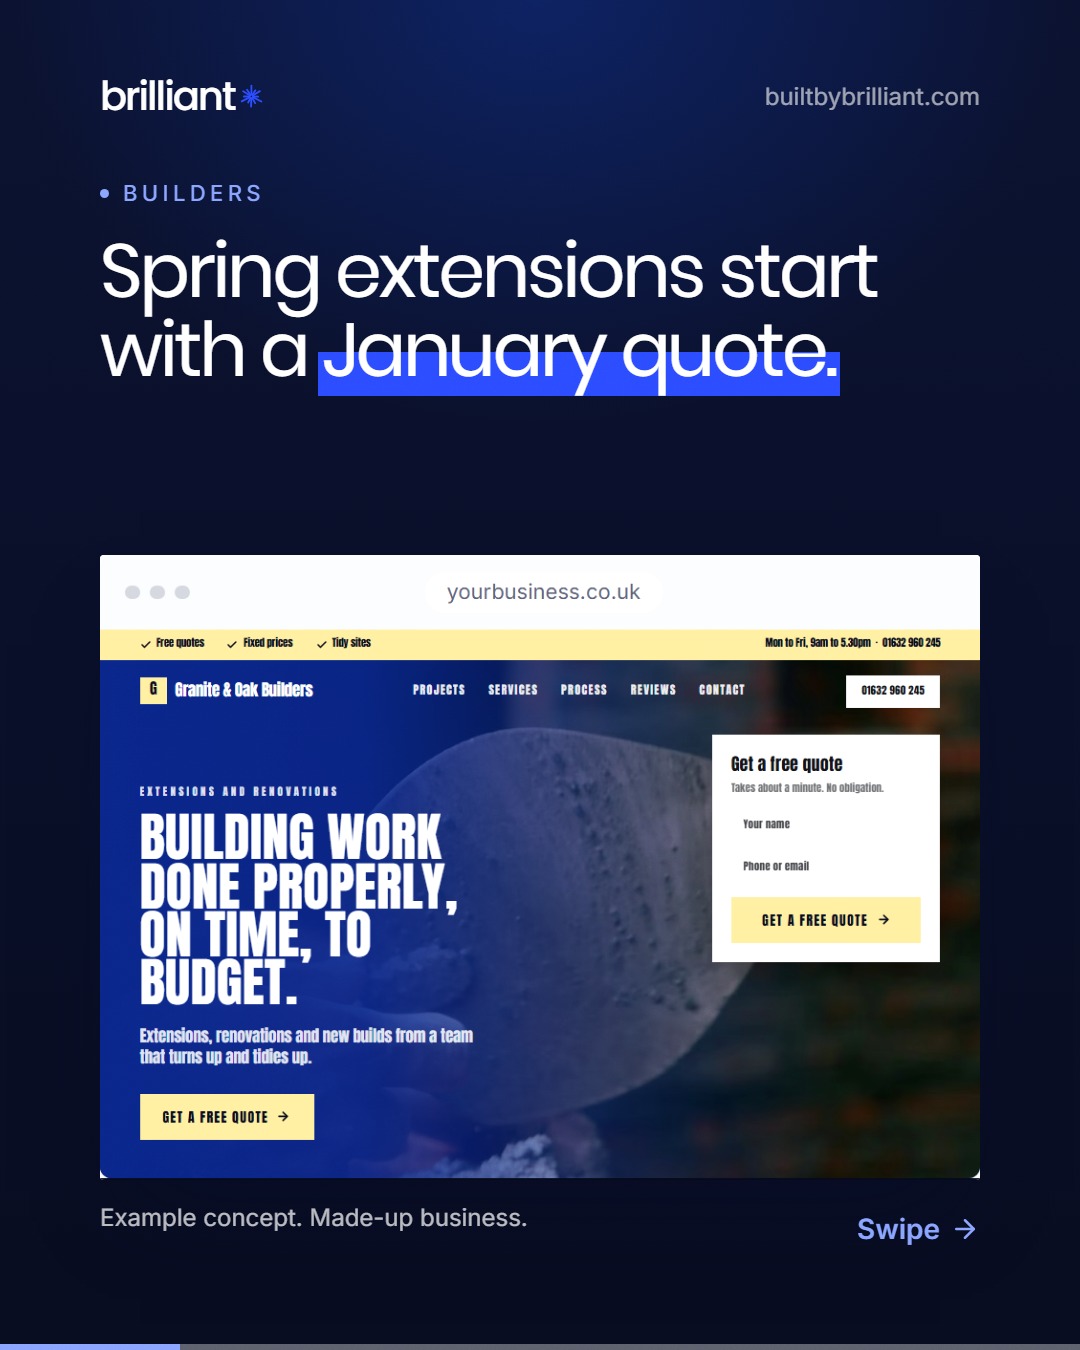 brilliant
builtbybrilliant.com
BUILDERS
Spring extensions start
with a January quote.
yourbusiness.co.uk
Free quotes Fixed prices Tidy sites
Mon to Fri, 9am to 5.30pm · 01632 960 245
G Granite & Oak Builders
PROJECTS SERVICES PROCESS REVIEWS CONTACT
01632 960 245
EXTENSIONS AND RENOVATIONS
BUILDING WORK
DONE PROPERLY,
ON TIME, TO
BUDGET.
Extensions, renovations and new builds from a team
that turns up and tidies up.
GET A FREE QUOTE →
Get a free quote
Takes about a minute. No obligation.
Your name
Phone or email
GET A FREE QUOTE →
Example concept. Made-up business.
Swipe →